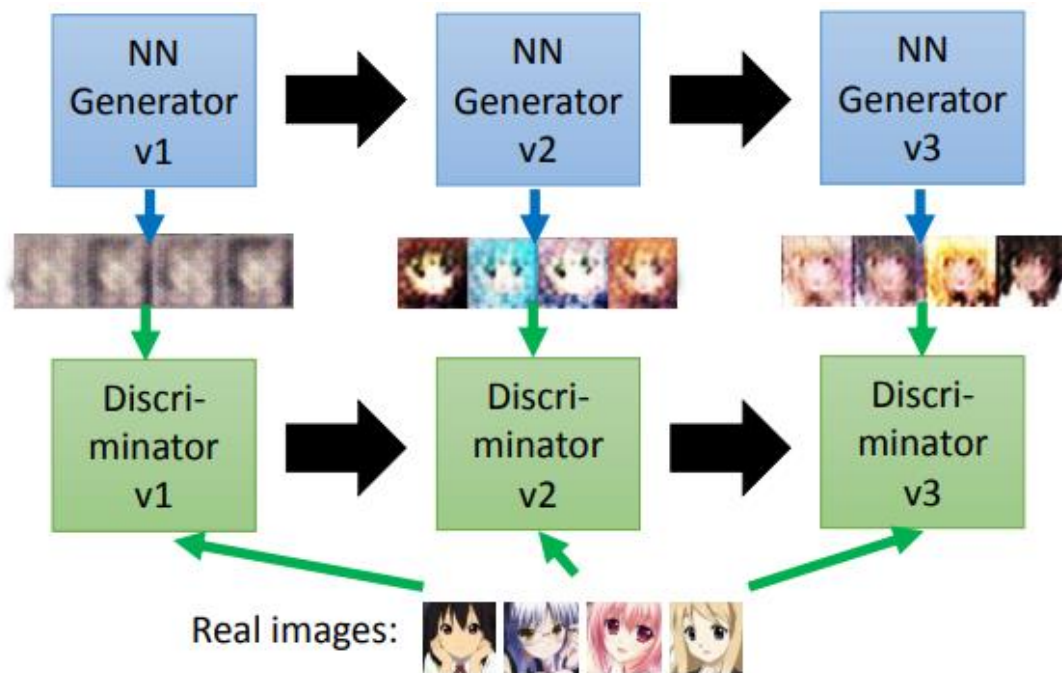 NN
Generator
v1
NN
Generator
v2
NN
Generator
v3
Discri-
minator
v1
Discri-
minator
v2
Discri-
minator
v3
Real images: